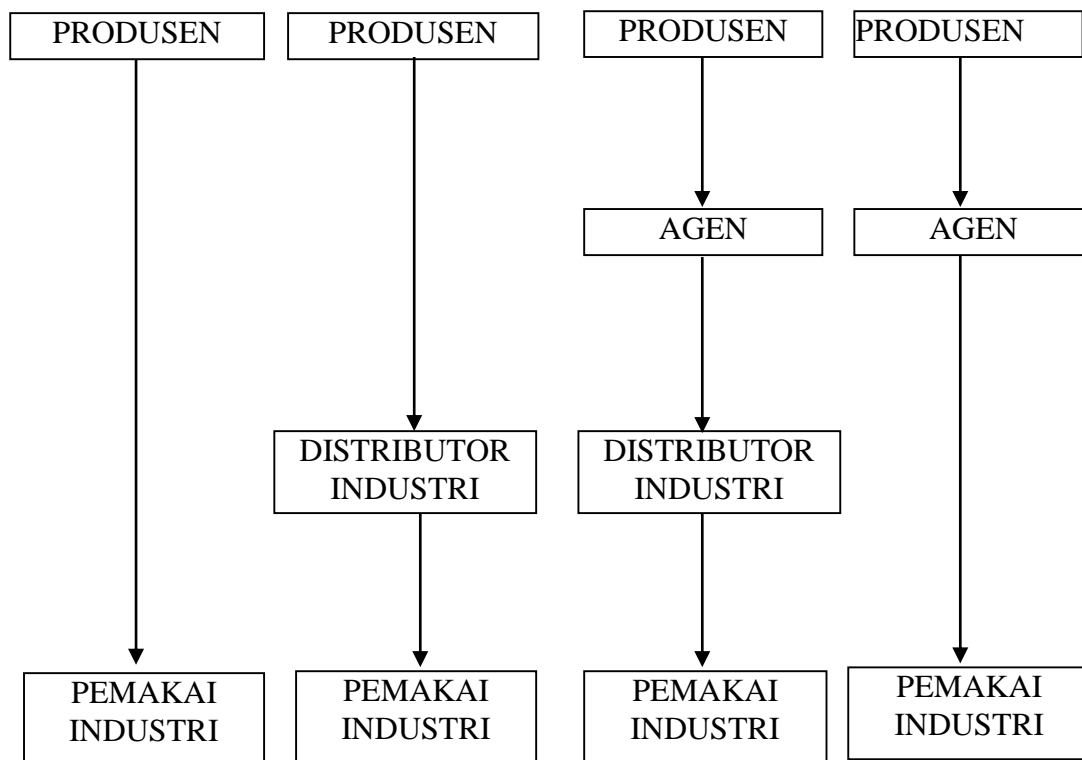 PRODUSEN
PRODUSEN
PRODUSEN
PRODUSEN
AGEN
AGEN
DISTRIBUTOR
INDUSTRI
DISTRIBUTOR
INDUSTRI
PEMAKAI
INDUSTRI
PEMAKAI
INDUSTRI
PEMAKAI
INDUSTRI
PEMAKAI
INDUSTRI